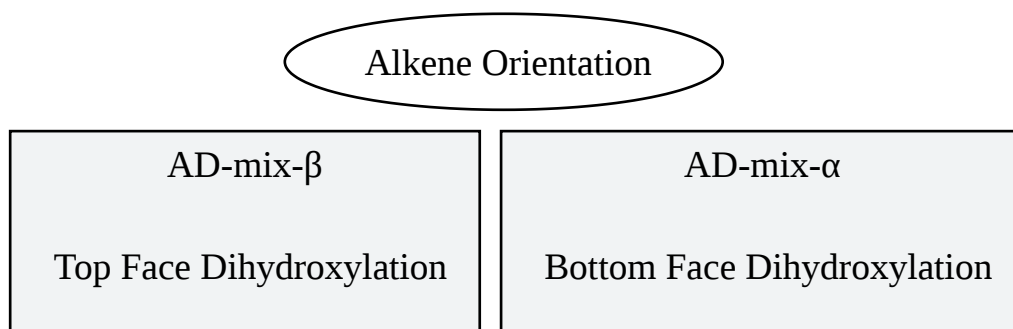 Alkene Orientation
AD-mix-β
Top Face Dihydroxylation
AD-mix-α
Bottom Face Dihydroxylation